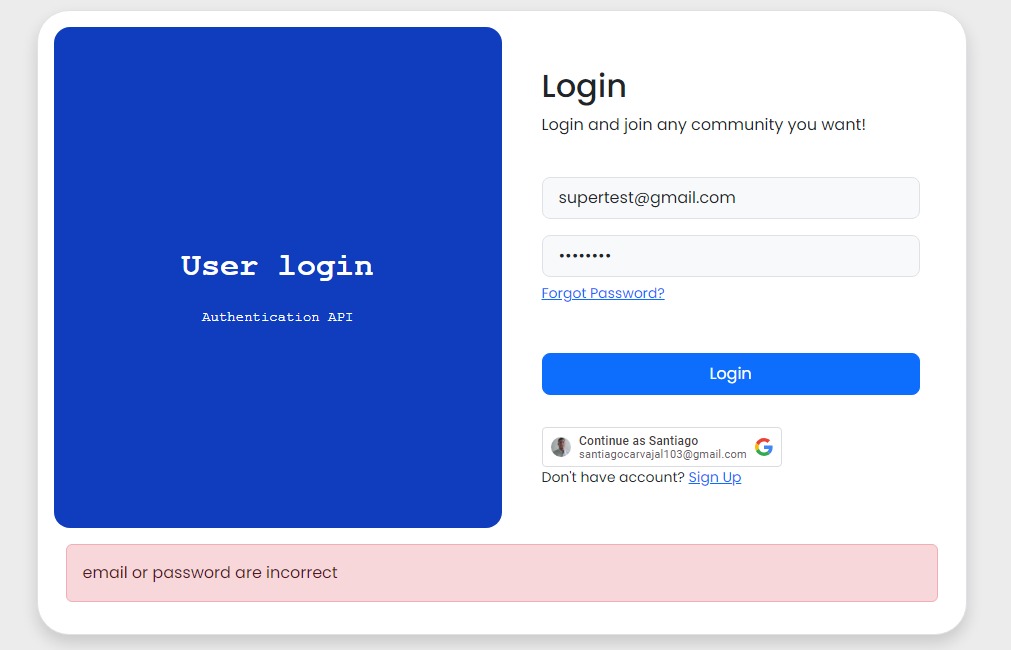 User login
Authentication API
Login
Login and join any community you want!
supertest@gmail.com
••••••••
Forgot Password?
Login
Continue as Santiago
santiagocarvajal103@gmail.com
Don't have account? Sign Up
email or password are incorrect